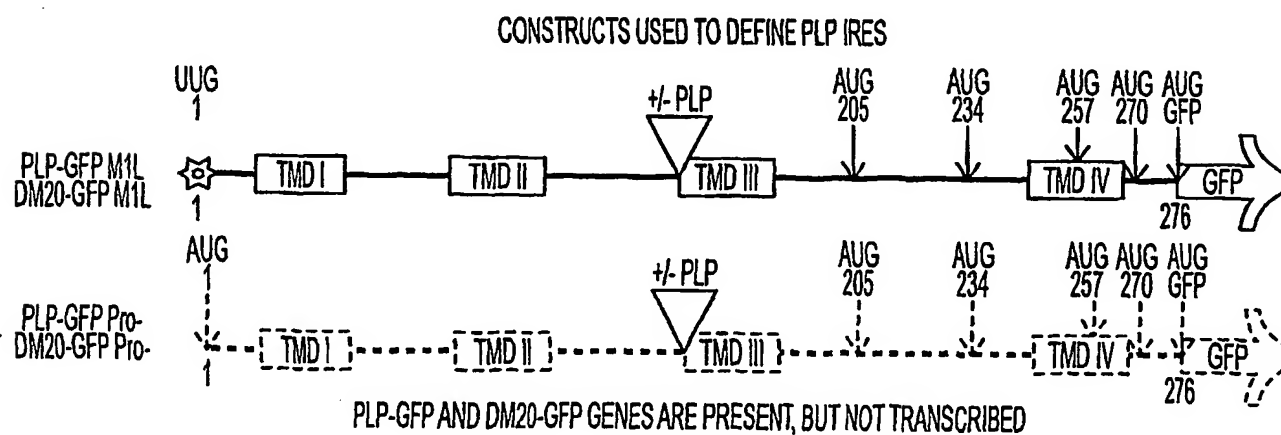 CONSTRUCTS USED TO DEFINE PLP IRES
UUG
1
+/- PLP
AUG
205
AUG
234
AUG
257
AUG
270
AUG
GFP
PLP-GFP M1L
DM20-GFP M1L
TMD I
TMD II
TMD III
TMD IV
GFP
1
276
AUG
1
+/- PLP
AUG
205
AUG
234
AUG
257
AUG
270
AUG
GFP
PLP-GFP Pro-
DM20-GFP Pro-
TMD I
TMD II
TMD III
TMD IV
GFP
1
276
PLP-GFP AND DM20-GFP GENES ARE PRESENT, BUT NOT TRANSCRIBED